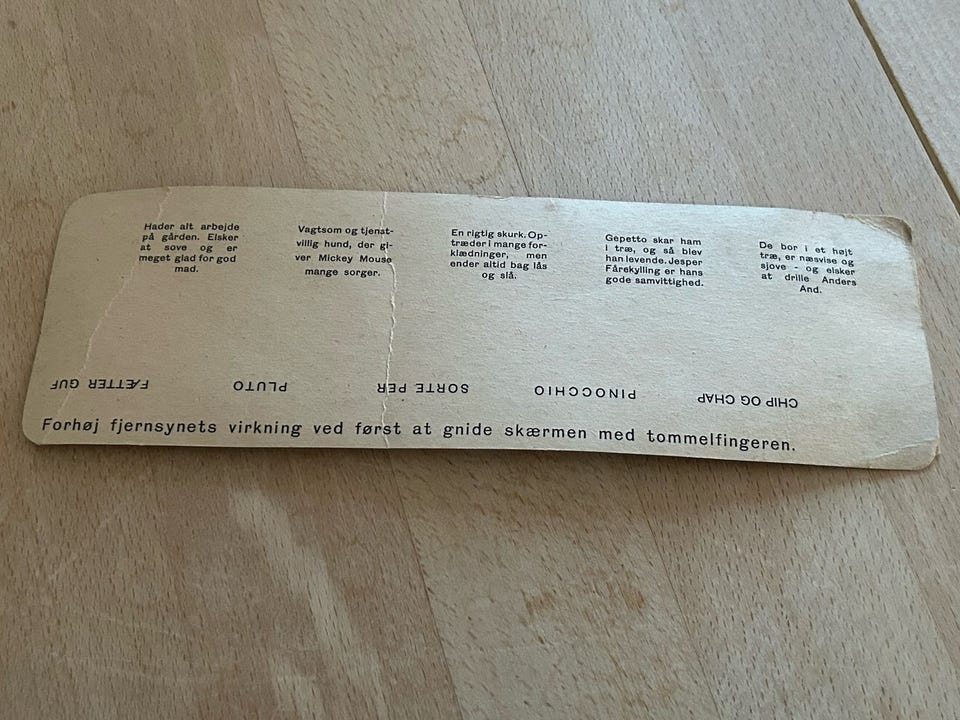 Hader alt arbejde
på gården. Elsker
at sove og er
meget glad for god
mad.
Vagtsom og tjenst-
villig hund, der gi-
ver Mickey Mouse
mange sorger.
En rigtig skurk. Op-
træder i mange for-
klædninger, men
ender altid bag lås
og slå.
Gepetto skar ham
i træ, og så blev
han levende. Jesper
Fårekylling er hans
gode samvittighed.
De bor i et højt
træ, er næsvise og
sjove - og elsker
at drille Anders
And.
FÆTTER GUF
PLUTO
SORTE PER
PINOCCHIO
CHIP OG CHAP
Forhøj fjernsynets virkning ved først at gnide skærmen med tommelfingeren.